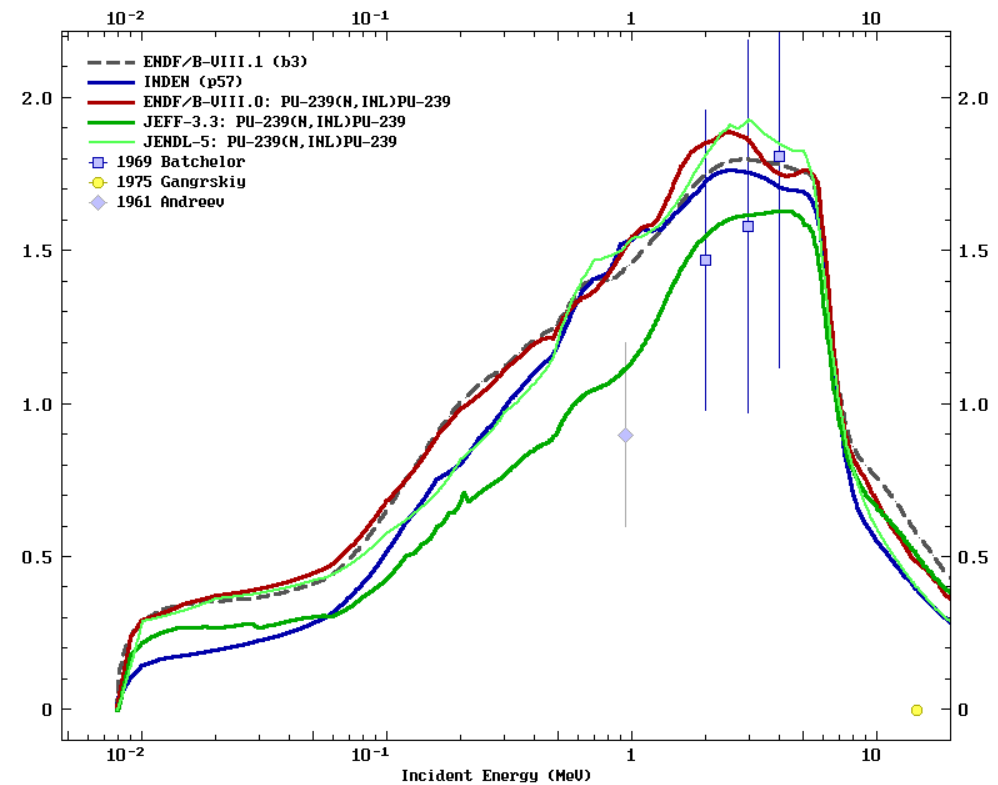 10⁻² 10⁻¹ 1 10
ENDF/B-VIII.1 (b3)
INDEN (p57)
2.0 ENDF/B-VIII.0: PU-239(N,INL)PU-239 2.0
JEFF-3.3: PU-239(N,INL)PU-239
JENDL-5: PU-239(N,INL)PU-239
1969 Batchelor
1975 Gangrskiy
1961 Andreev
1.5 1.5
1.0 1.0
0.5 0.5
0 0
10⁻² 10⁻¹ 1 10
Incident Energy (MeV)